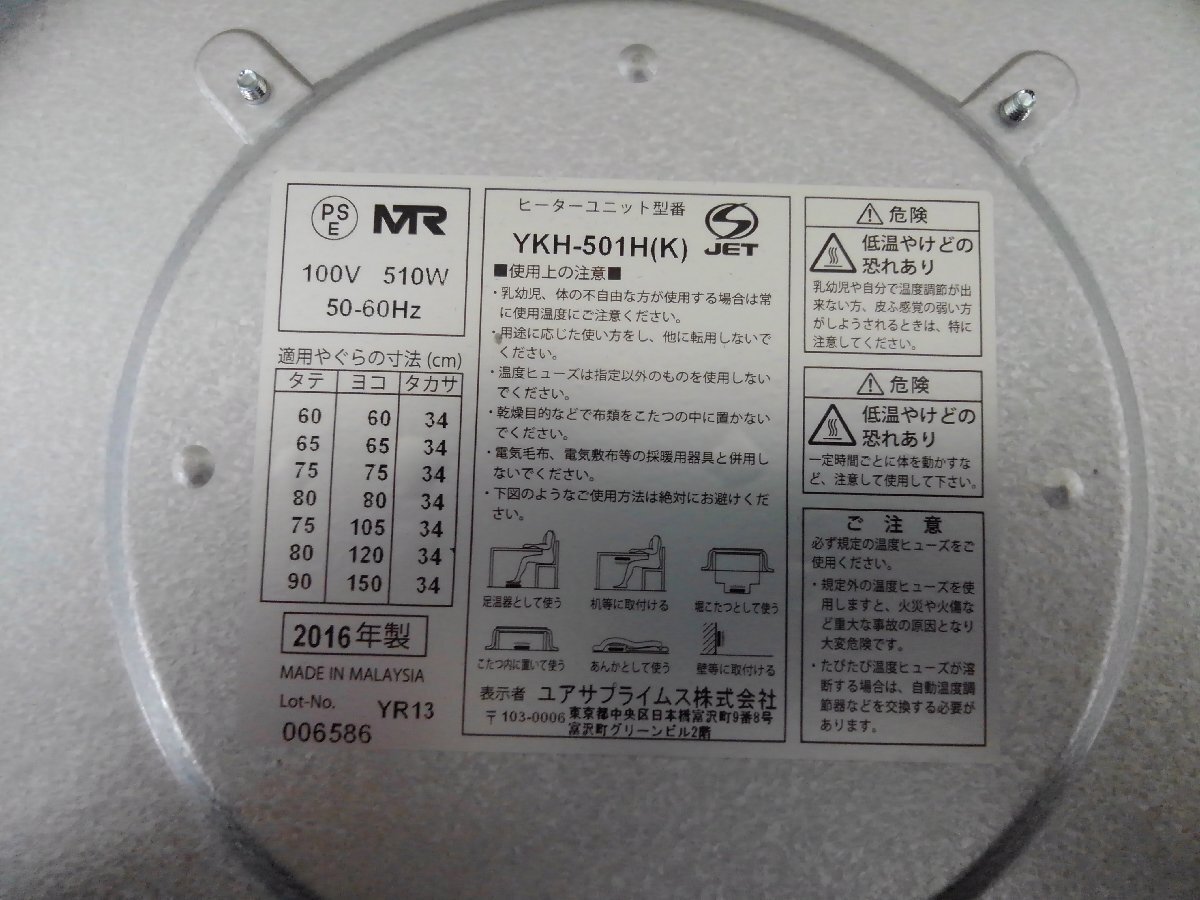 PS
E
MTR
100V 510W
50-60Hz
適用やぐらの寸法 (cm)
タテ ヨコ タカサ
60 60 34
65 65 34
75 75 34
80 80 34
75 105 34
80 120 34
90 150 34
2016年製
MADE IN MALAYSIA
Lot-No. YR13
006586
ヒーターユニット型番
YKH-501H(K)
JET
■使用上の注意■
・乳幼児、体の不自由な方が使用する場合は常
に使用温度にご注意ください。
・用途に応じた使い方をし、他に転用しないで
ください。
・温度ヒューズは指定以外のものを使用しない
でください。
・乾燥目的などで布類をこたつの中に置かない
でください。
・電気毛布、電気敷布等の採暖用器具と併用し
ないでください。
・下図のようなご使用方法は絶対にお避けくだ
さい。
足温器として使う 机等に取付ける 堀こたつとして使う
こたつ内に置いて使う あんかとして使う 壁等に取付ける
表示者 ユアサプライムス株式会社
〒103-0006 東京都中央区日本橋富沢町9番8号
富沢町グリーンビル2階
危険
低温やけどの
恐れあり
乳幼児や自分で温度調節が出
来ない方、皮ふ感覚の弱い方
がしようされるときは、特に
注意してください。
危険
低温やけどの
恐れあり
一定時間ごとに体を動かすな
ど、注意して使用して下さい。
ご注意
必ず規定の温度ヒューズをご
使用ください。
・規定外の温度ヒューズを使
用しますと、火災や火傷な
ど重大な事故の原因となり
大変危険です。
・たびたび温度ヒューズが溶
断する場合は、自動温度調
節器などを交換する必要が
あります。